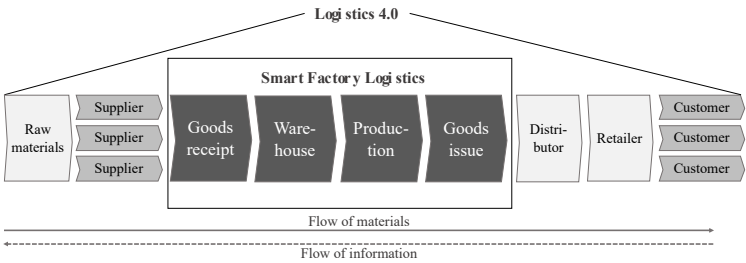 Logistics 4.0
Smart Factory Logistics
Raw
materials
Supplier
Supplier
Supplier
Goods
receipt
Ware-
house
Produc-
tion
Goods
issue
Distri-
butor
Retailer
Customer
Customer
Customer
Flow of materials
Flow of information